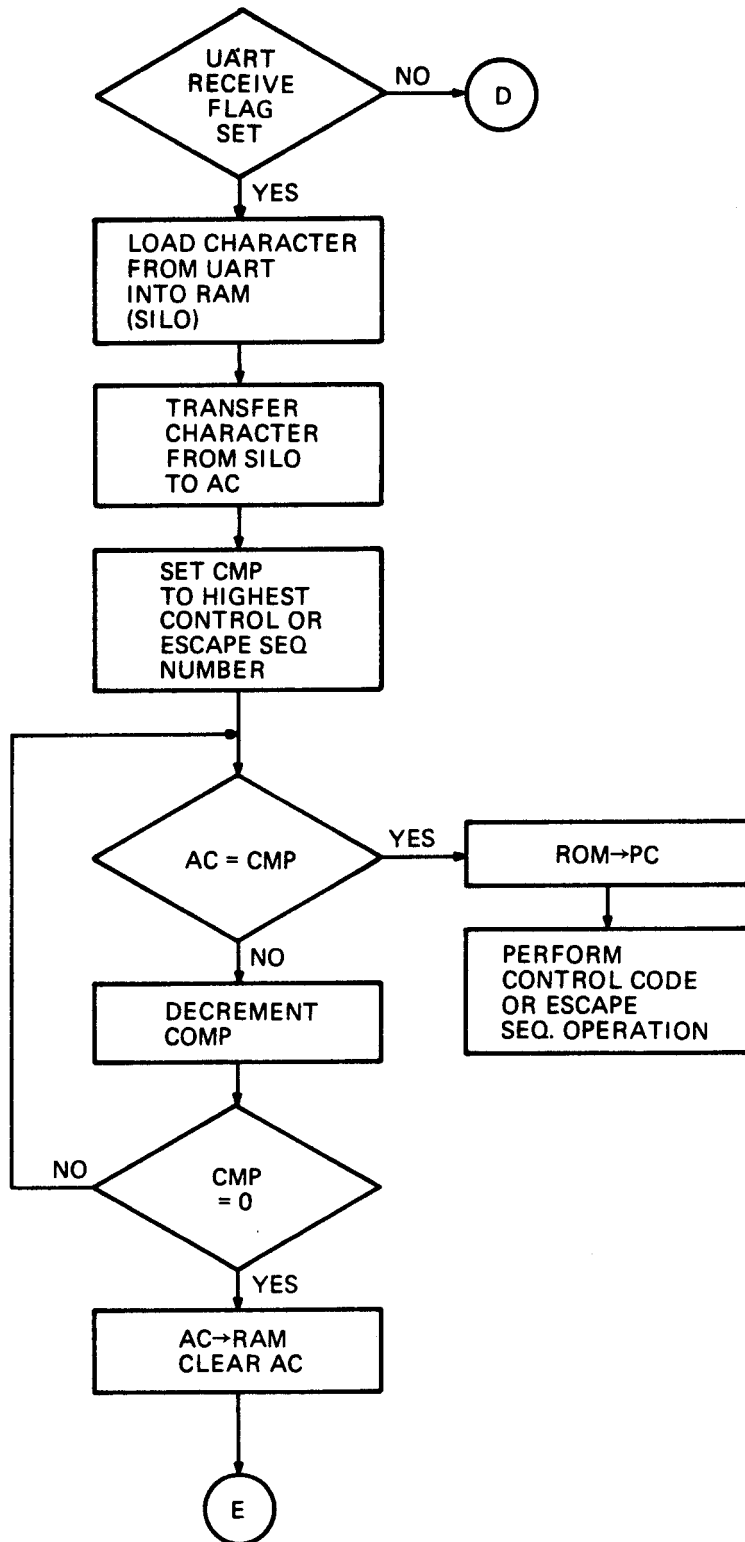 UART
RECEIVE
FLAG
SET
NO
D
YES
LOAD CHARACTER
FROM UART
INTO RAM
(SILO)
TRANSFER
CHARACTER
FROM SILO
TO AC
SET CMP
TO HIGHEST
CONTROL OR
ESCAPE SEQ
NUMBER
AC = CMP
YES
ROM→PC
NO
PERFORM
CONTROL CODE
OR ESCAPE
SEQ. OPERATION
DECREMENT
COMP
NO
CMP
= 0
YES
AC→RAM
CLEAR AC
E